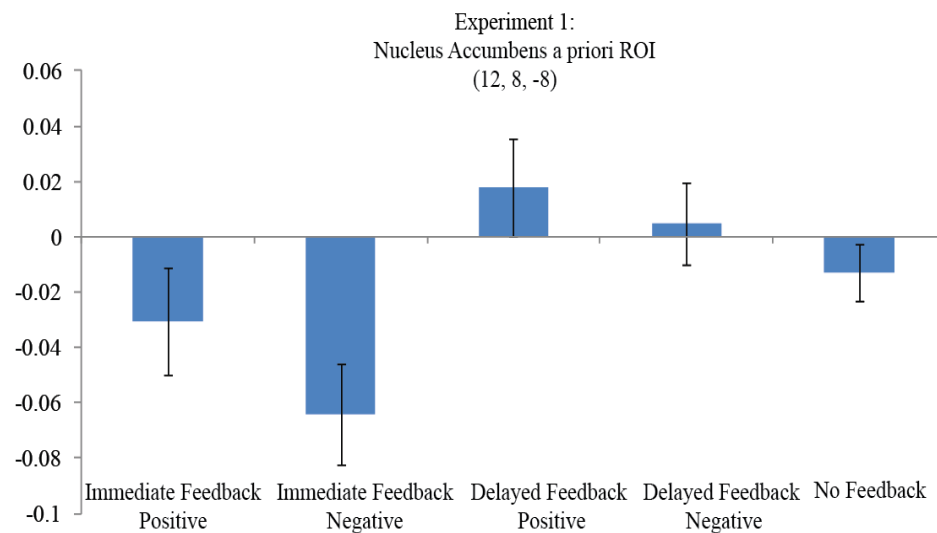 Experiment 1:
Nucleus Accumbens a priori ROI
(12, 8, -8)
0.06
0.04
0.02
0
-0.02
-0.04
-0.06
-0.08
-0.1
Immediate Feedback
Positive
Immediate Feedback
Negative
Delayed Feedback
Positive
Delayed Feedback
Negative
No Feedback